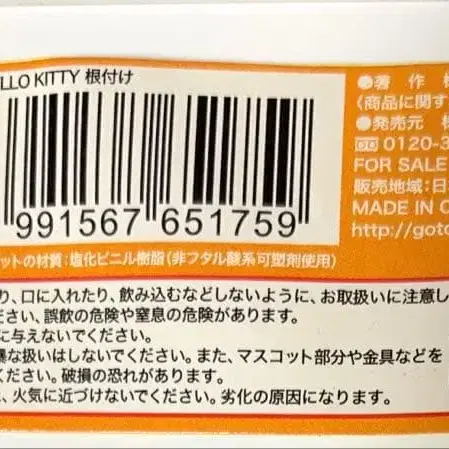 LLO KITTY 根付け
991567 651759
ットの材質:塩化ビニル樹脂(非フタル酸系可塑剤使用)
●著 作
(商品に関す
●発売元
0120-3
FOR SALE
販売地域:日
MADE IN C
http://goto
り、口に入れたり、飲み込むなどしないように、お取扱いに注意し
ださい、誤飲の危険や窒息の危険があります。
に与えないでください。
暴な扱いはしないでください。また、マスコット部分や金具などを
ください。破損の恐れがあります。
、火気に近づけないでください。劣化の原因になります。